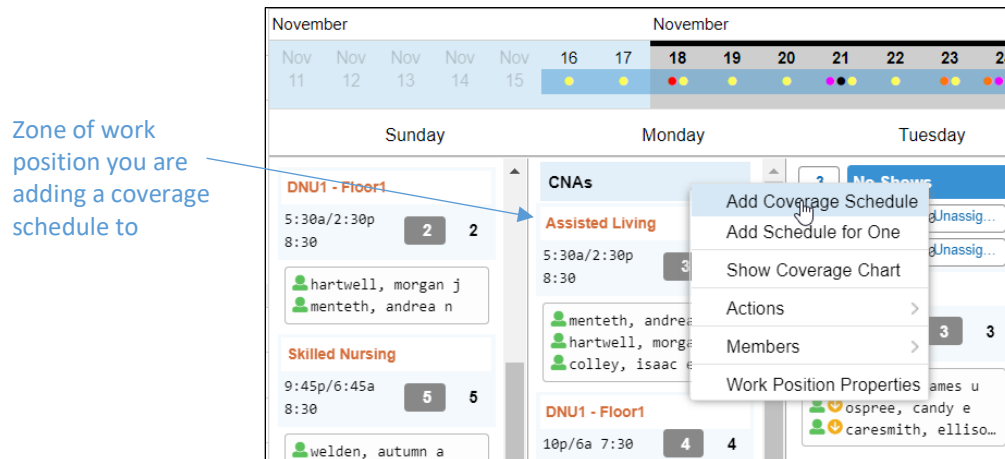 November
November
Nov Nov Nov Nov Nov 16 17 18 19 20 21 22 23
11 12 13 14 15
Sunday
Monday
Tuesday
Zone of work
position you are
adding a coverage
schedule to
DNU1 - Floor1
5:30a/2:30p
8:30
2 2
hartwell, morgan j
menteth, andrea n
Skilled Nursing
9:45p/6:45a
8:30
5 5
welden, autumn a
CNAs
Assisted Living
5:30a/2:30p
8:30
3
menteth, andrea
hartwell, morga
colley, isaac
DNU1 - Floor1
10p/6a 7:30
4 4
Add Coverage Schedule
Add Schedule for One
Show Coverage Chart
Actions
Members
Work Position Properties
3 No-Shows
Unassig...
Unassig...
3 3
ames u
ospree, candy e
caresmith, elliso…